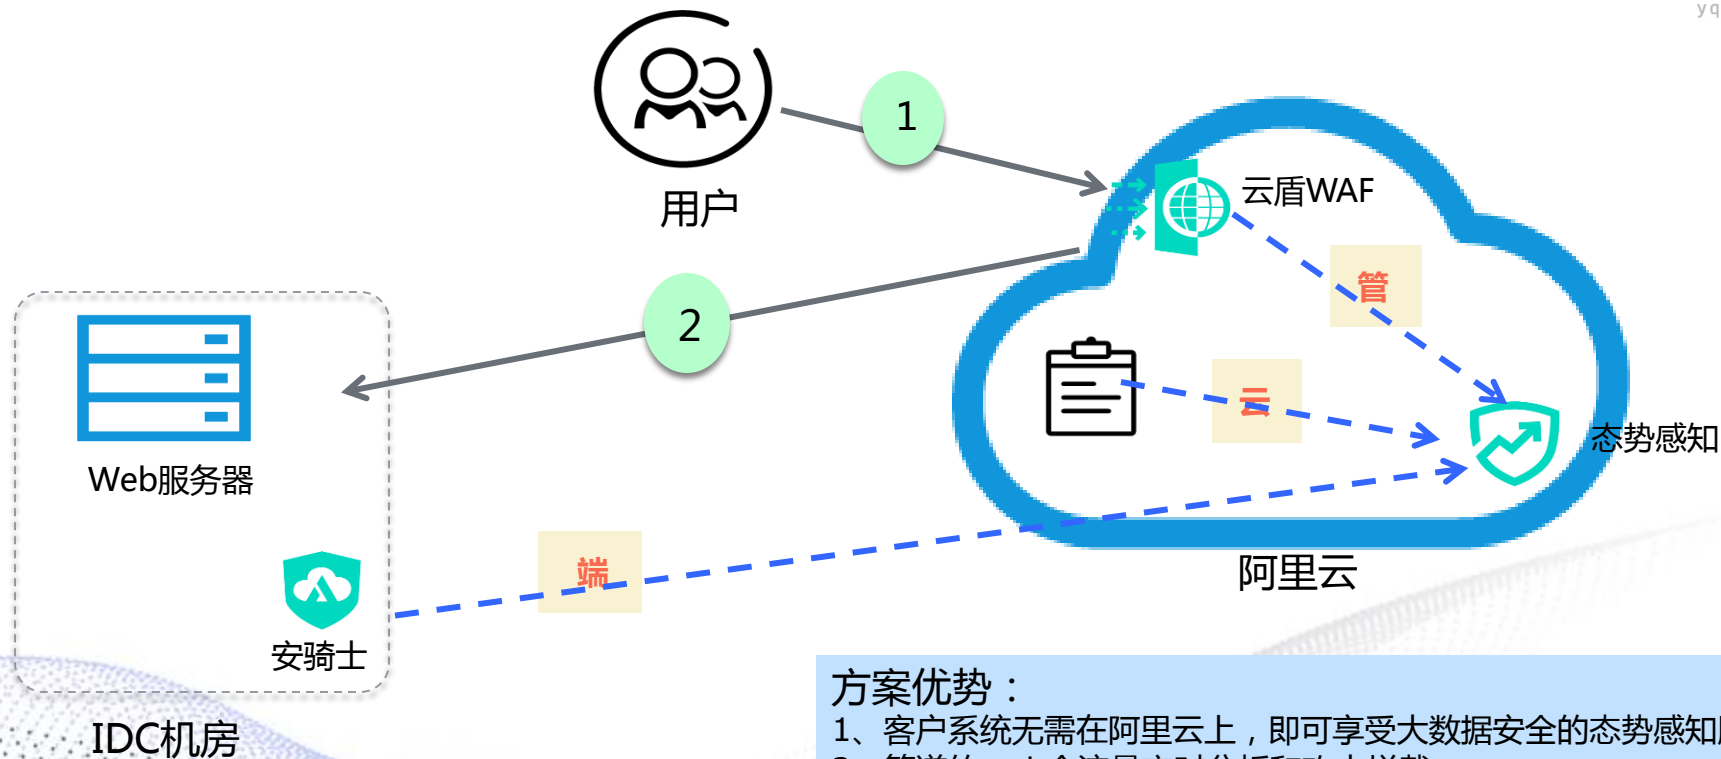 yq
1
用户
云盾WAF
管
2
云
态势感知
Web服务器
端
阿里云
安骑士
IDC机房
方案优势：
1、客户系统无需在阿里云上，即可享受大数据安全的态势感知